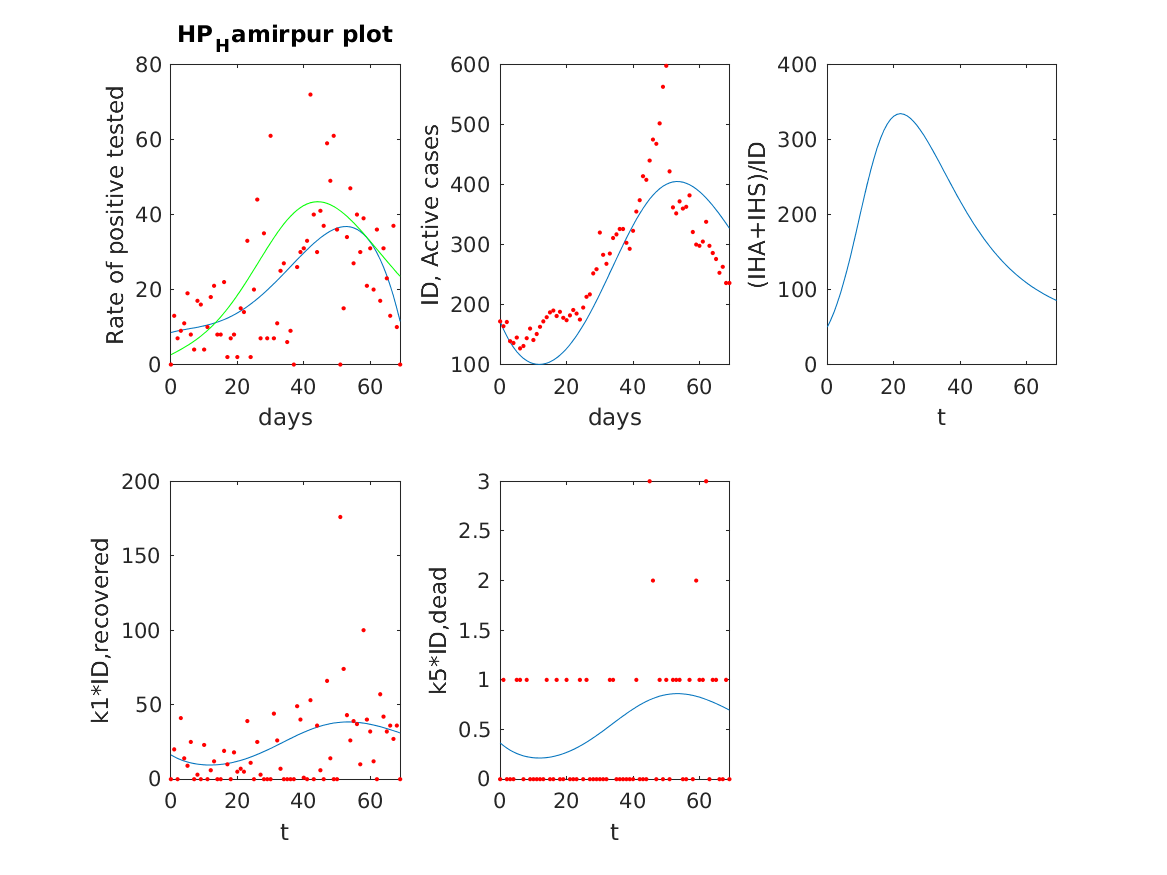 HP_Hamirpur plot
Rate of positive tested
80
60
40
20
0
0 20 40 60
days
ID, Active cases
600
500
400
300
200
100
0 20 40 60
days
(IHA+IHS)/ID
400
300
200
100
0
0 20 40 60
t
k1*ID,recovered
200
150
100
50
0
0 20 40 60
t
k5*ID,dead
3
2.5
2
1.5
1
0.5
0
0 20 40 60
t